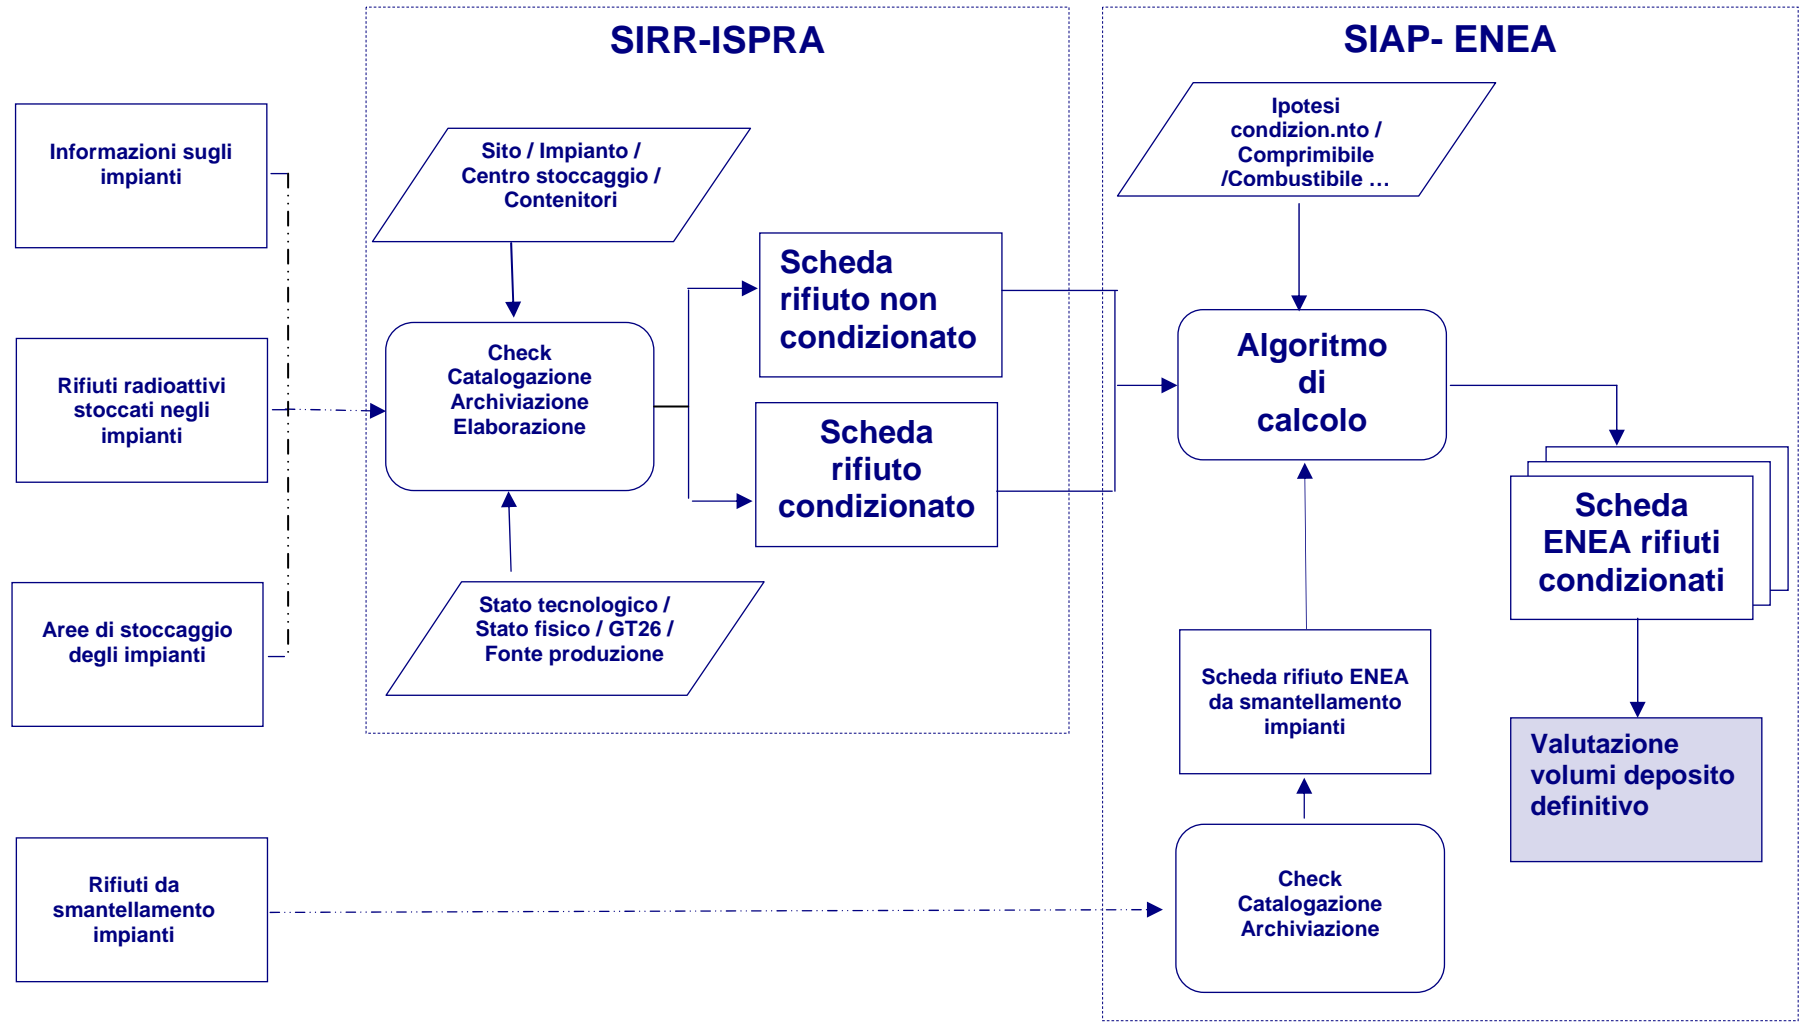 SIRR-ISPRA
SIAP- ENEA
Informazioni sugli
impianti
Rifiuti radioattivi
stoccati negli
impianti
Aree di stoccaggio
degli impianti
Rifiuti da
smantellamento
impianti
Sito / Impianto /
Centro stoccaggio /
Contenitori
Check
Catalogazione
Archiviazione
Elaborazione
Stato tecnologico /
Stato fisico / GT26 /
Fonte produzione
Scheda
rifiuto non
condizionato
Scheda
rifiuto
condizionato
Ipotesi
condizion.nto /
Comprimibile
/Combustibile …
Algoritmo
di
calcolo
Scheda rifiuto ENEA
da smantellamento
impianti
Check
Catalogazione
Archiviazione
Scheda
ENEA rifiuti
condizionati
Valutazione
volumi deposito
definitivo